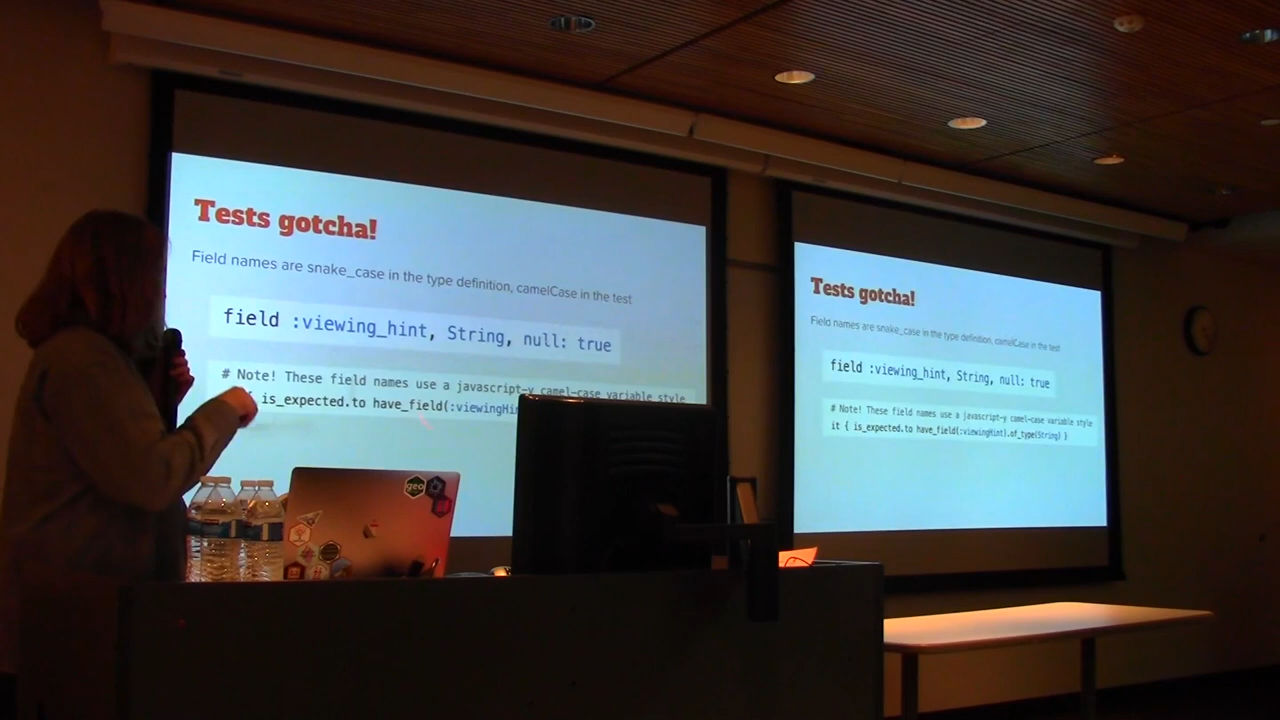 Tests gotcha!
Field names are snake_case in the type definition, camelCase in the test
field :viewing_hint, String, null: true
# Note! These field names use a javascript-y camel-case variable style
{ is_expected.to have_field(:viewingHin
geo
Tests gotcha!
Field names are snake_case in the type definition, camelCase in the test
field :viewing_hint, String, null: true
# Note! These field names use a javascript-y camel-case variable style
it { is_expected.to have_field(:viewingHint).of_type(String) }